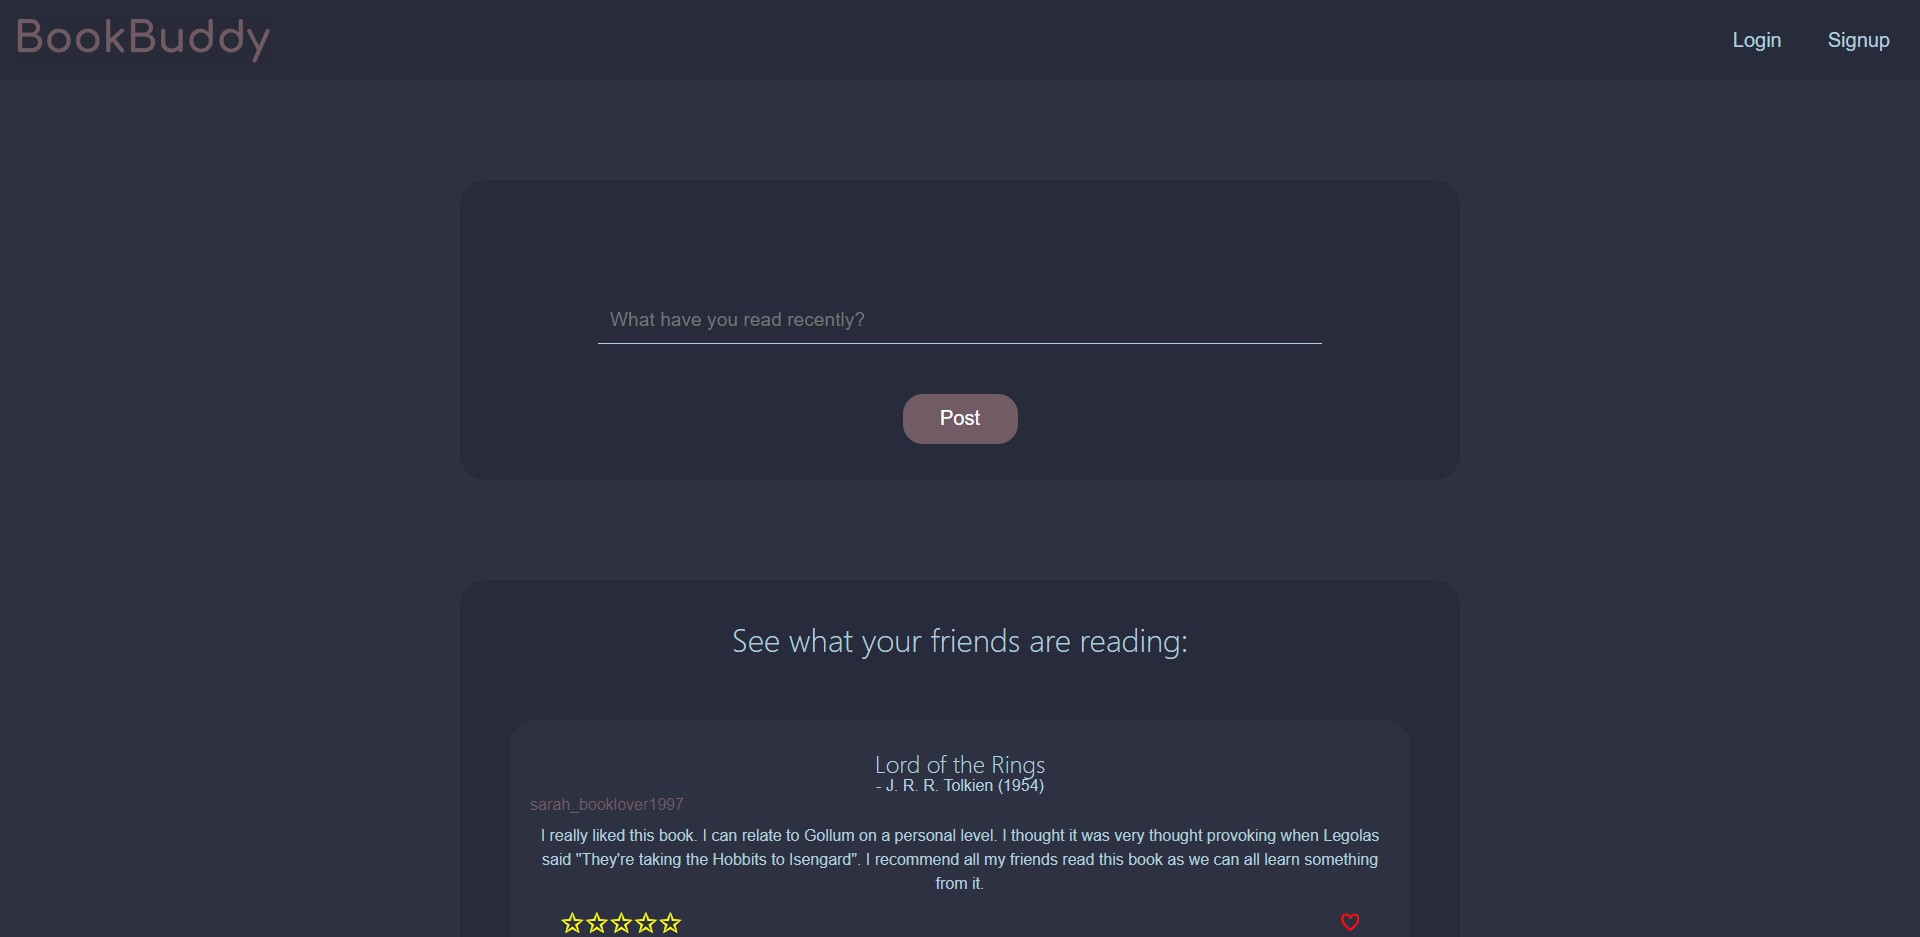 BookBuddy
Login
Signup
What have you read recently?
Post
See what your friends are reading:
Lord of the Rings
- J. R. R. Tolkien (1954)
sarah_booklover1997
I really liked this book. I can relate to Gollum on a personal level. I thought it was very thought provoking when Legolas
said "They're taking the Hobbits to Isengard". I recommend all my friends read this book as we can all learn something
from it.